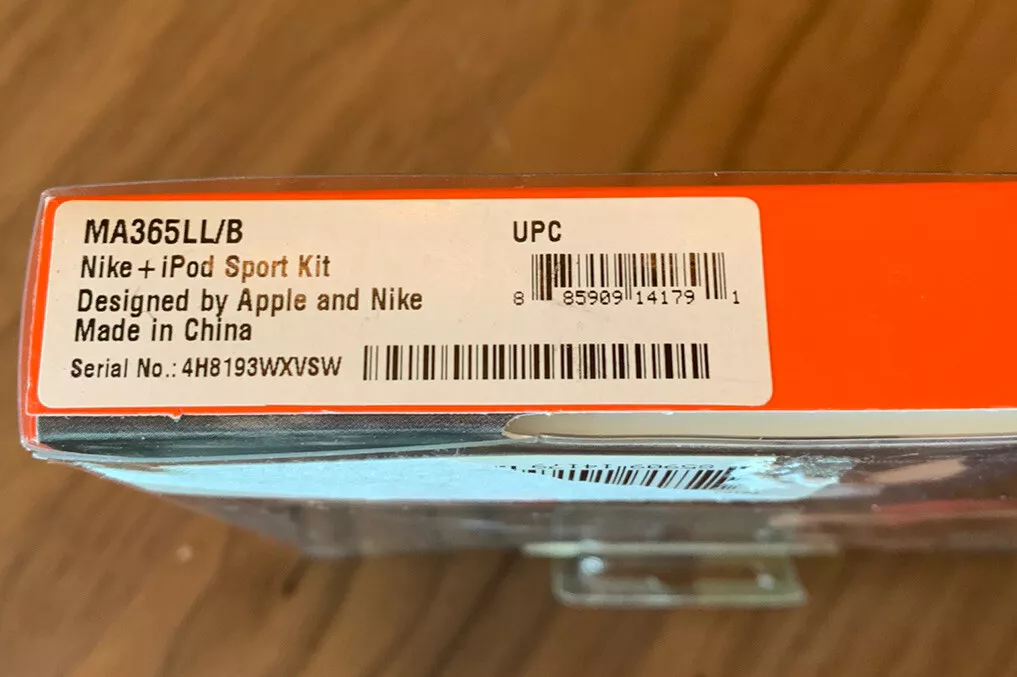 MA365LL/B
Nike + iPod Sport Kit
Designed by Apple and Nike
Made in China
Serial No.: 4H8193WXVSW
UPC
8 85909 14179 1